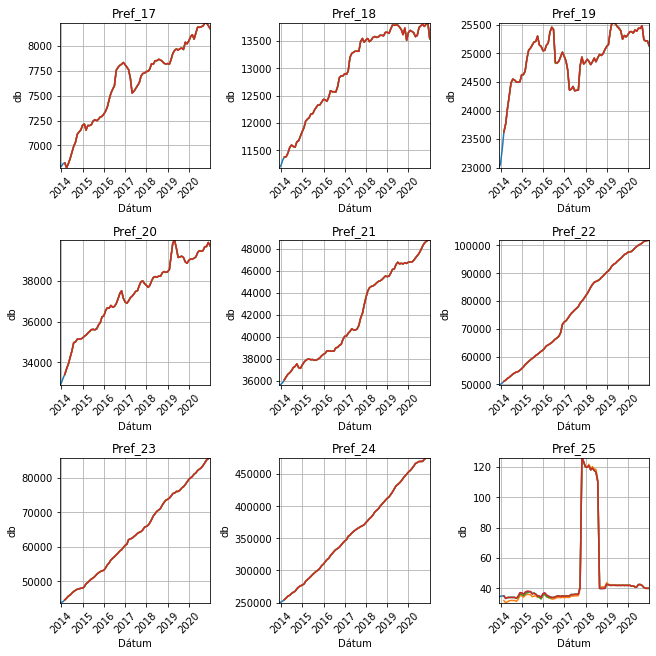 Pref_17
8250
8000
7750
7500
7250
7000
db
2014 2015 2016 2017 2018 2019 2020
Dátum
Pref_18
13500
13000
12500
12000
11500
db
2014 2015 2016 2017 2018 2019 2020
Dátum
Pref_19
25500
25000
24500
24000
23500
23000
db
2014 2015 2016 2017 2018 2019 2020
Dátum
Pref_20
38000
36000
34000
db
2014 2015 2016 2017 2018 2019 2020
Dátum
Pref_21
48000
46000
44000
42000
40000
38000
36000
db
2014 2015 2016 2017 2018 2019 2020
Dátum
Pref_22
100000
90000
80000
70000
60000
50000
db
2014 2015 2016 2017 2018 2019 2020
Dátum
Pref_23
80000
70000
60000
50000
db
2014 2015 2016 2017 2018 2019 2020
Dátum
Pref_24
450000
400000
350000
300000
250000
db
2014 2015 2016 2017 2018 2019 2020
Dátum
Pref_25
120
100
80
60
40
db
2014 2015 2016 2017 2018 2019 2020
Dátum